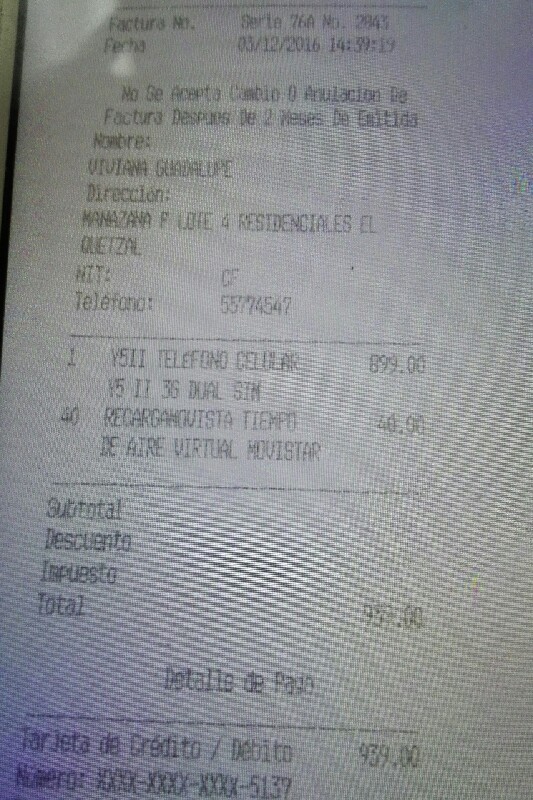 Factura No. Serie 76A No. 2843
Fecha 03/12/2016 14:39:19
No Se Acepta Cambio O Anulacion De
Factura Despues De 2 Meses De Emitida
Nombre:
VIVIANA GUADALUPE
Dirección:
MANAZANA F LOTE 4 RESIDENCIALES EL
QUETZAL
NIT: CF
Teléfono: 55774547
1 Y5II TELEFONO CELULAR 899.00
Y5 II 3G DUAL SIM
40 RECARGAMOVISTA TIEMPO 40.00
DE AIRE VIRTUAL MOVISTAR
Subtotal
Descuento
Impuesto
Total 939.00
Detalle de Pago
Tarjeta de Crédito / Débito 939.00
Número: XXXX-XXXX-XXXX-5137